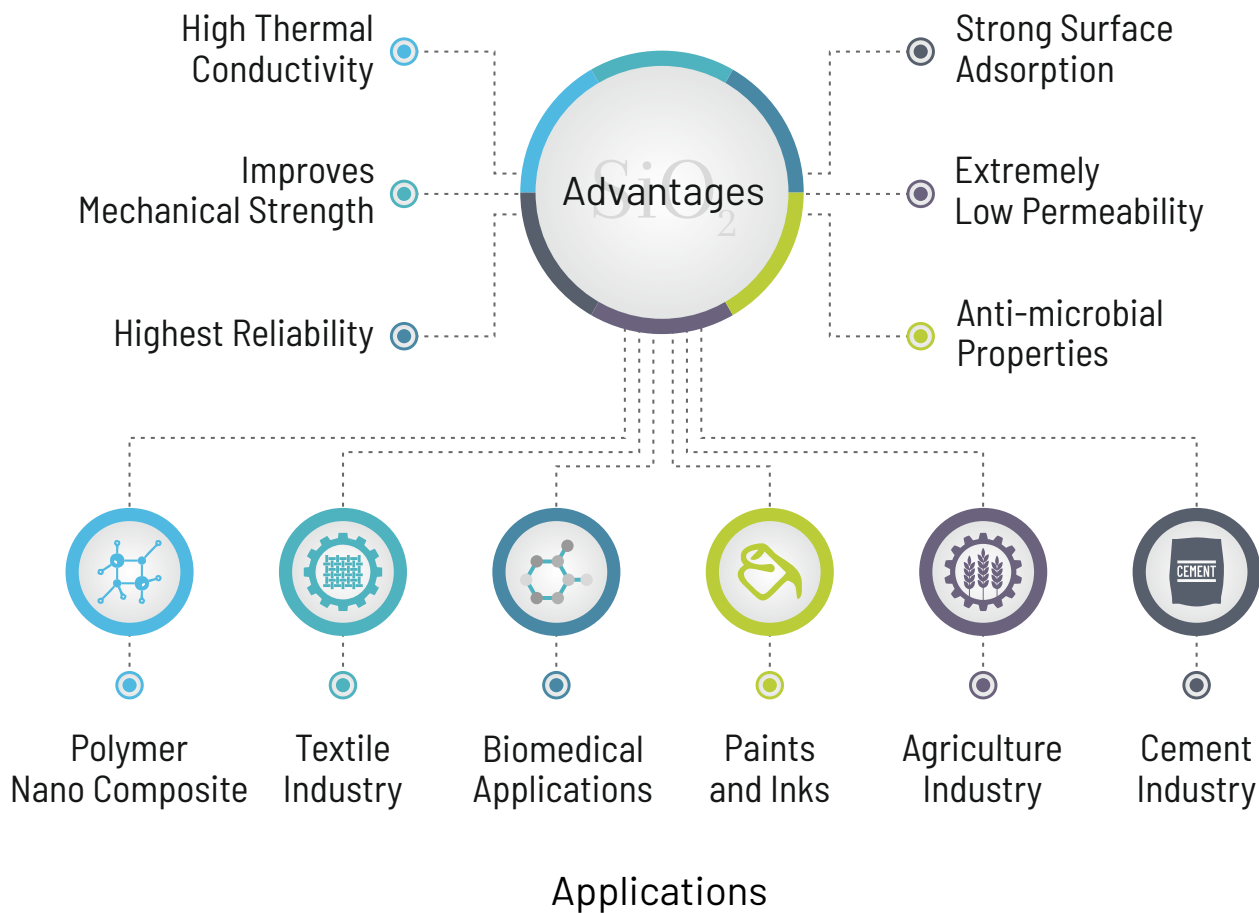 High Thermal
Conductivity
Improves
Mechanical Strength
Highest Reliability
SiO₂
Advantages
Strong Surface
Adsorption
Extremely
Low Permeability
Anti-microbial
Properties
CEMENT
Polymer
Nano Composite
Textile
Industry
Biomedical
Applications
Paints
and Inks
Agriculture
Industry
Cement
Industry
Applications